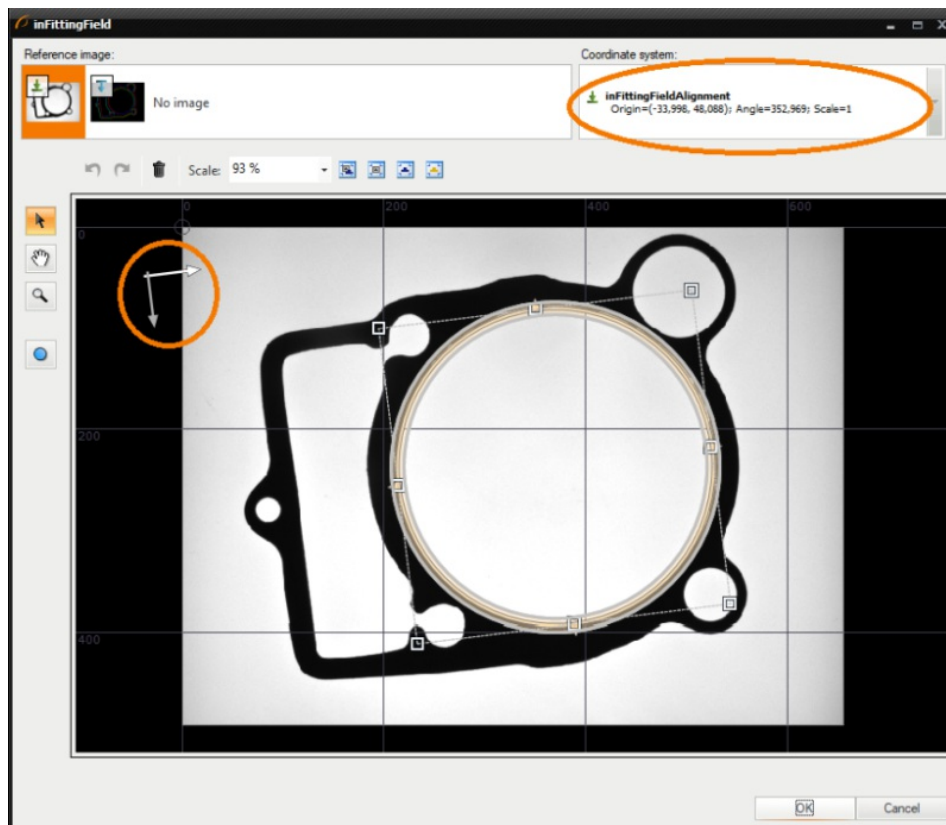 inFittingField
Reference image:
Coordinate system:
No image
inFittingFieldAlignment
Origin=(-33,998, 48,088); Angle=352,969; Scale=1
Scale: 93 %
0 200 400 600
0
200
400
OK Cancel